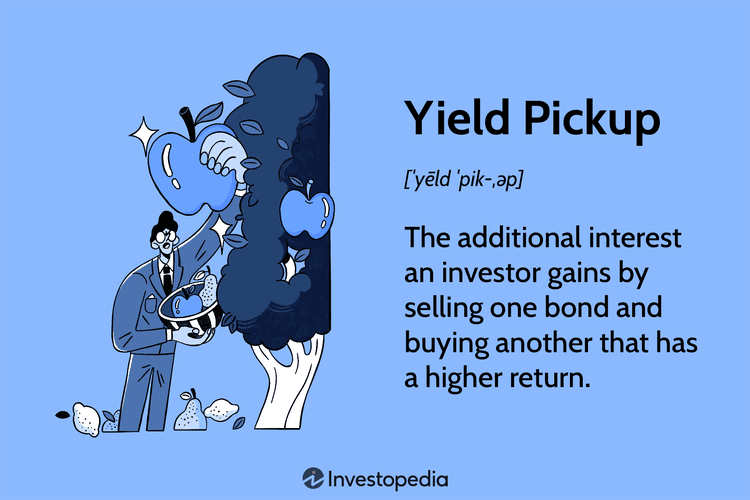 Yield Pickup
[ˈyēld ˈpik-ˌəp]
The additional interest
an investor gains by
selling one bond and
buying another that has
a higher return.
Investopedia